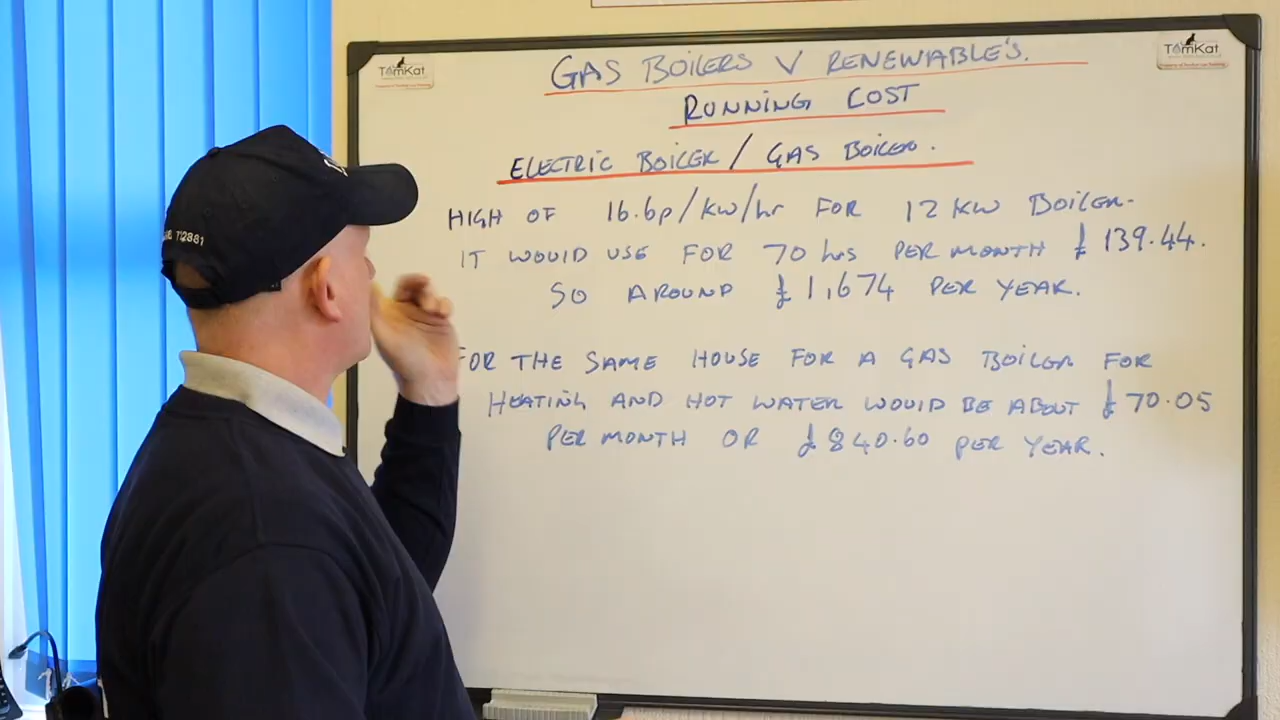 GAS BOILERS V RENEWABLE'S.
RUNNING COST
ELECTRIC BOILER / GAS BOILER.
HIGH OF 16.6p/kw/hr FOR 12 KW BOILER.
IT WOULD USE FOR 70 hrs PER MONTH £139.44.
SO AROUND £1,674 PER YEAR.
FOR THE SAME HOUSE FOR A GAS BOILER FOR
HEATING AND HOT WATER WOULD BE ABOUT £70.05
PER MONTH OR £840.60 PER YEAR.
TomKat
TomKat